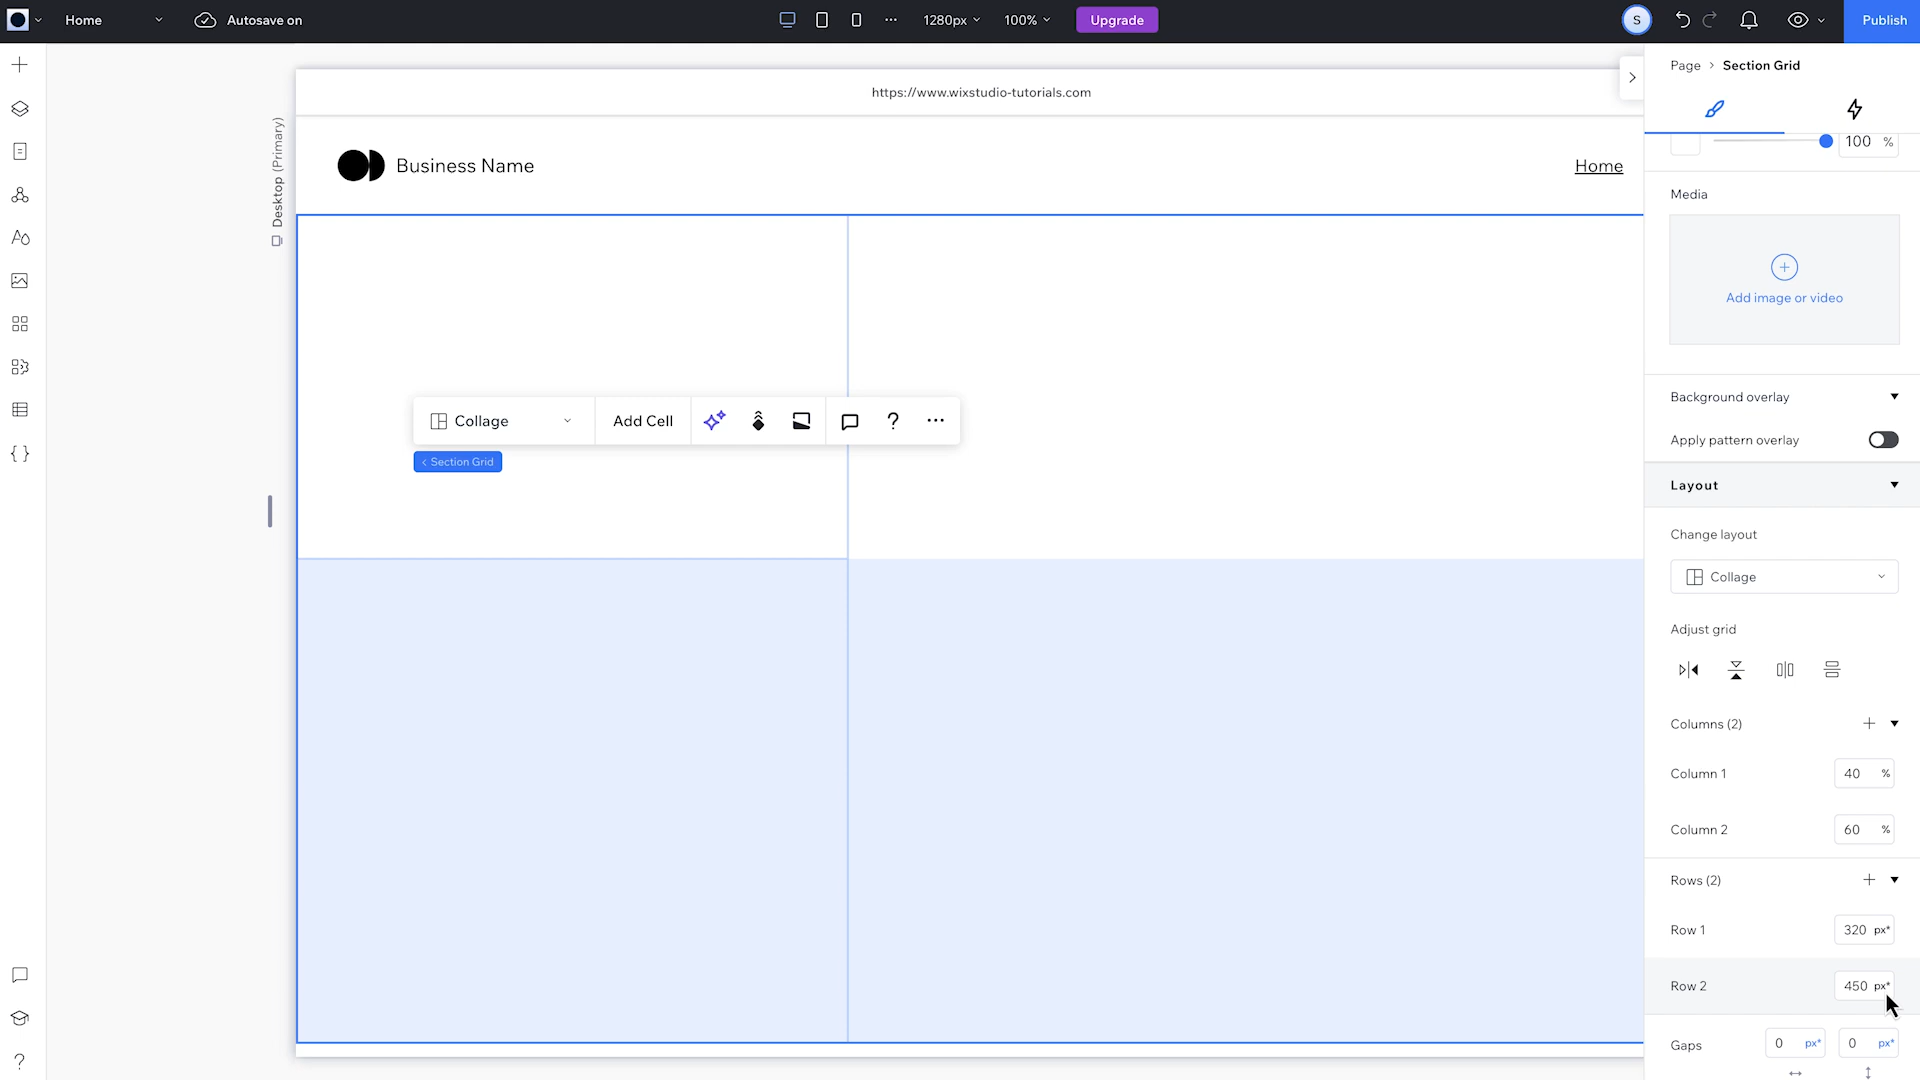 Home
Autosave on
1280px
100%
Upgrade
S
Publish
Page > Section Grid
https://www.wixstudio-tutorials.com
100 %
Desktop (Primary)
Business Name
Home
Media
Add image or video
Background overlay
Collage
Add Cell
?
Apply pattern overlay
< Section Grid
Layout
Change layout
Collage
Adjust grid
Columns (2)
Column 1
40 %
Column 2
60 %
Rows (2)
Row 1
320 px*
Row 2
450 px*
Gaps
0 px*
0 px*
?